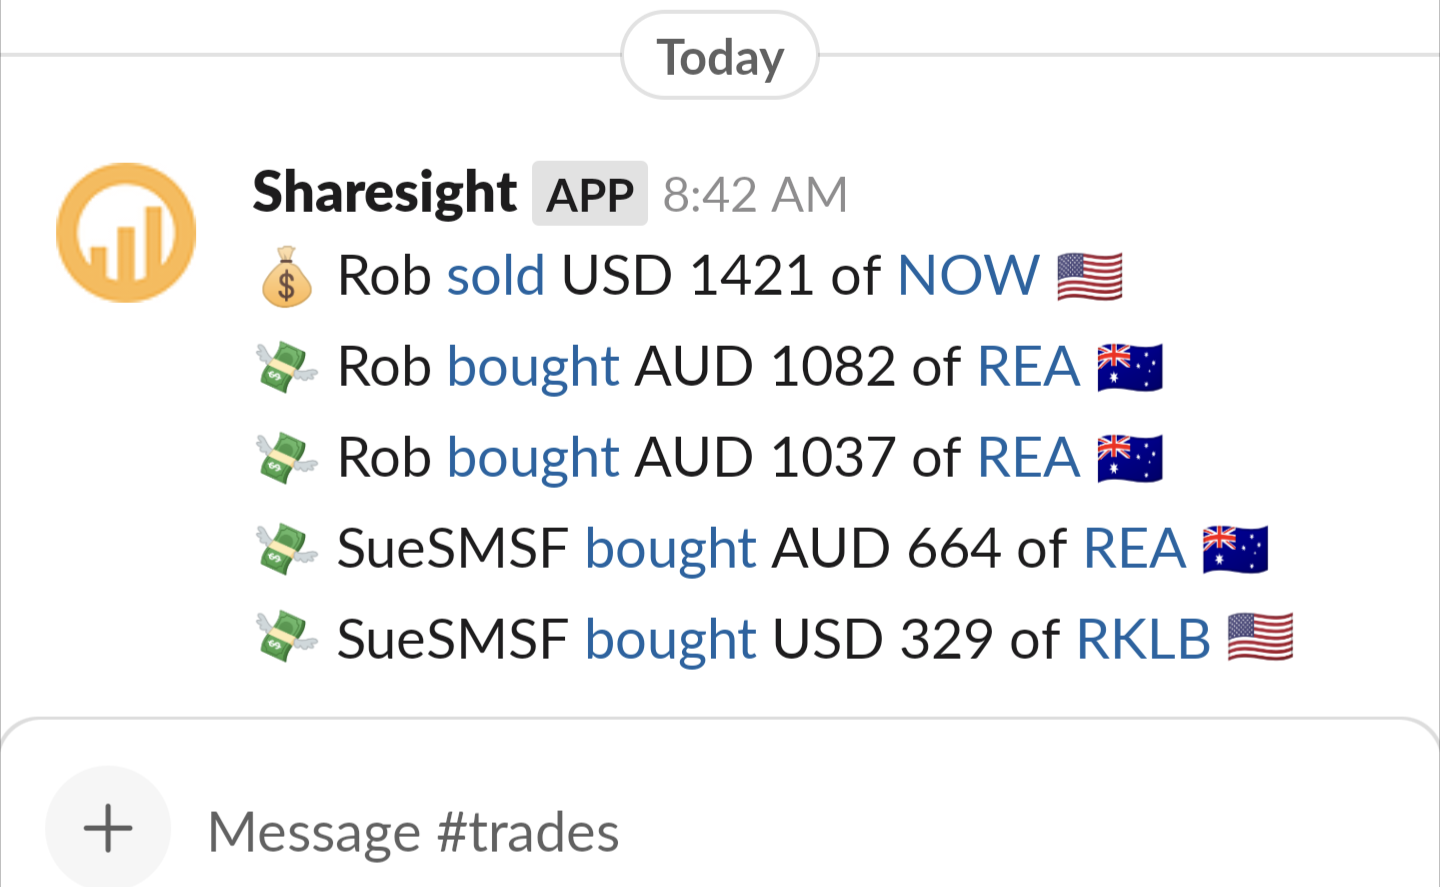 Today
Sharesight APP 8:42 AM
💰 Rob sold USD 1421 of NOW 🇺🇸
💸 Rob bought AUD 1082 of REA 🇦🇺
💸 Rob bought AUD 1037 of REA 🇦🇺
💸 SueSMSF bought AUD 664 of REA 🇦🇺
💸 SueSMSF bought USD 329 of RKLB 🇺🇸
Message #trades